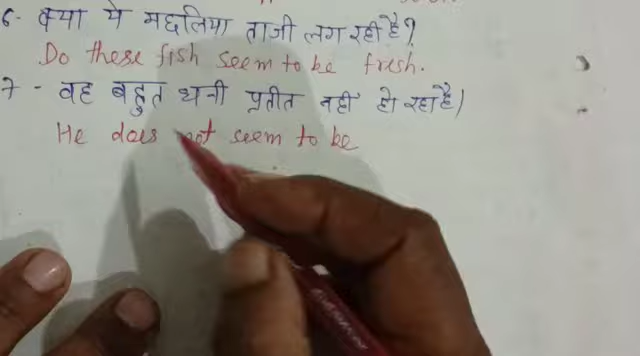 6- क्या ये मछलिया ताजी लग रही है?
Do these fish seem to be fresh.
7 - वह बहुत धनी प्रतीत नहीं हो रहा है।
He does not seem to be